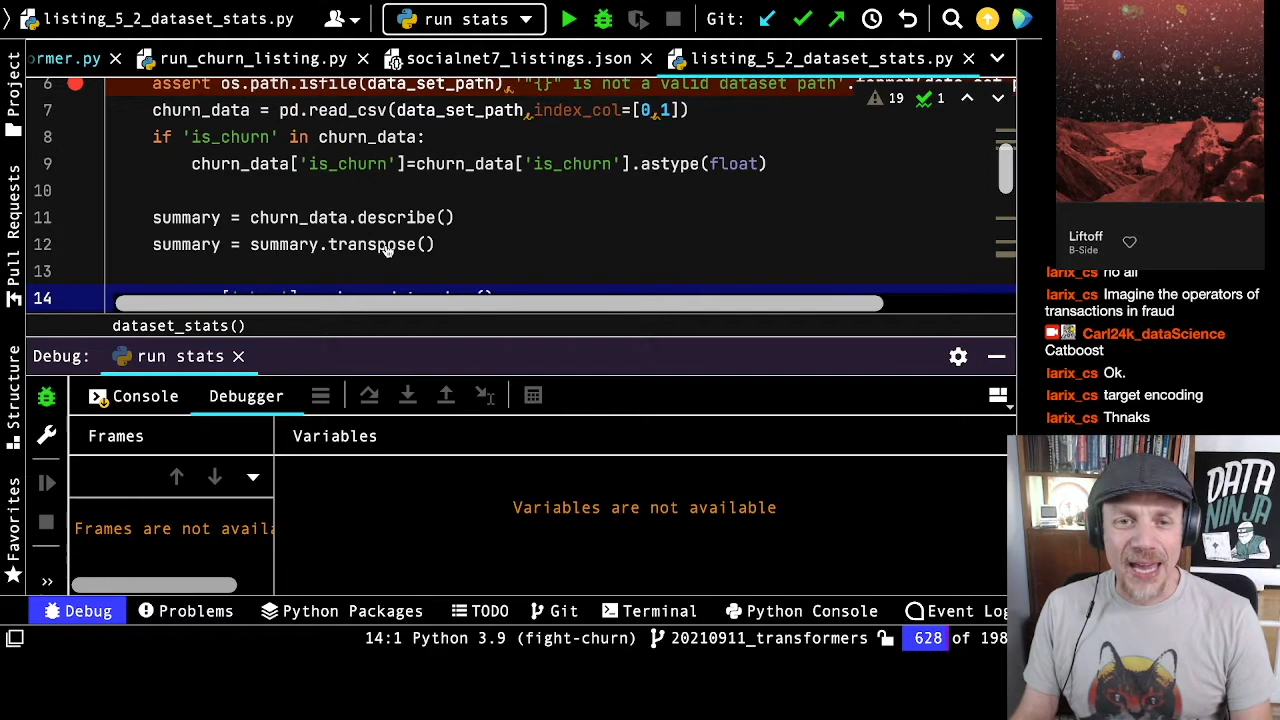 listing_5_2_dataset_stats.py
run stats
Git:
ormer.py
run_churn_listing.py
socialnet7_listings.json
listing_5_2_dataset_stats.py
6 assert os.path.isfile(data_set_path),'"{}" is not a valid dataset path'.
19
1
7 churn_data = pd.read_csv(data_set_path,index_col=[0,1])
8 if 'is_churn' in churn_data:
9 churn_data['is_churn']=churn_data['is_churn'].astype(float)
10
11 summary = churn_data.describe()
12 summary = summary.transpose()
13
14
dataset_stats()
Debug:
run stats
Console
Debugger
Frames
Variables
Frames are not availa
Variables are not available
Project
Pull Requests
Structure
Favorites
Debug
Problems
Python Packages
TODO
Git
Terminal
Python Console
Event Log
14:1 Python 3.9 (fight-churn) 20210911_transformers 628 of 198
Liftoff
B-Side
larix_cs no all
larix_cs Imagine the operators of
transactions in fraud
Carl24k_dataScience
Catboost
larix_cs Ok.
larix_cs target encoding
larix_cs Thnaks
DATA
NINJA